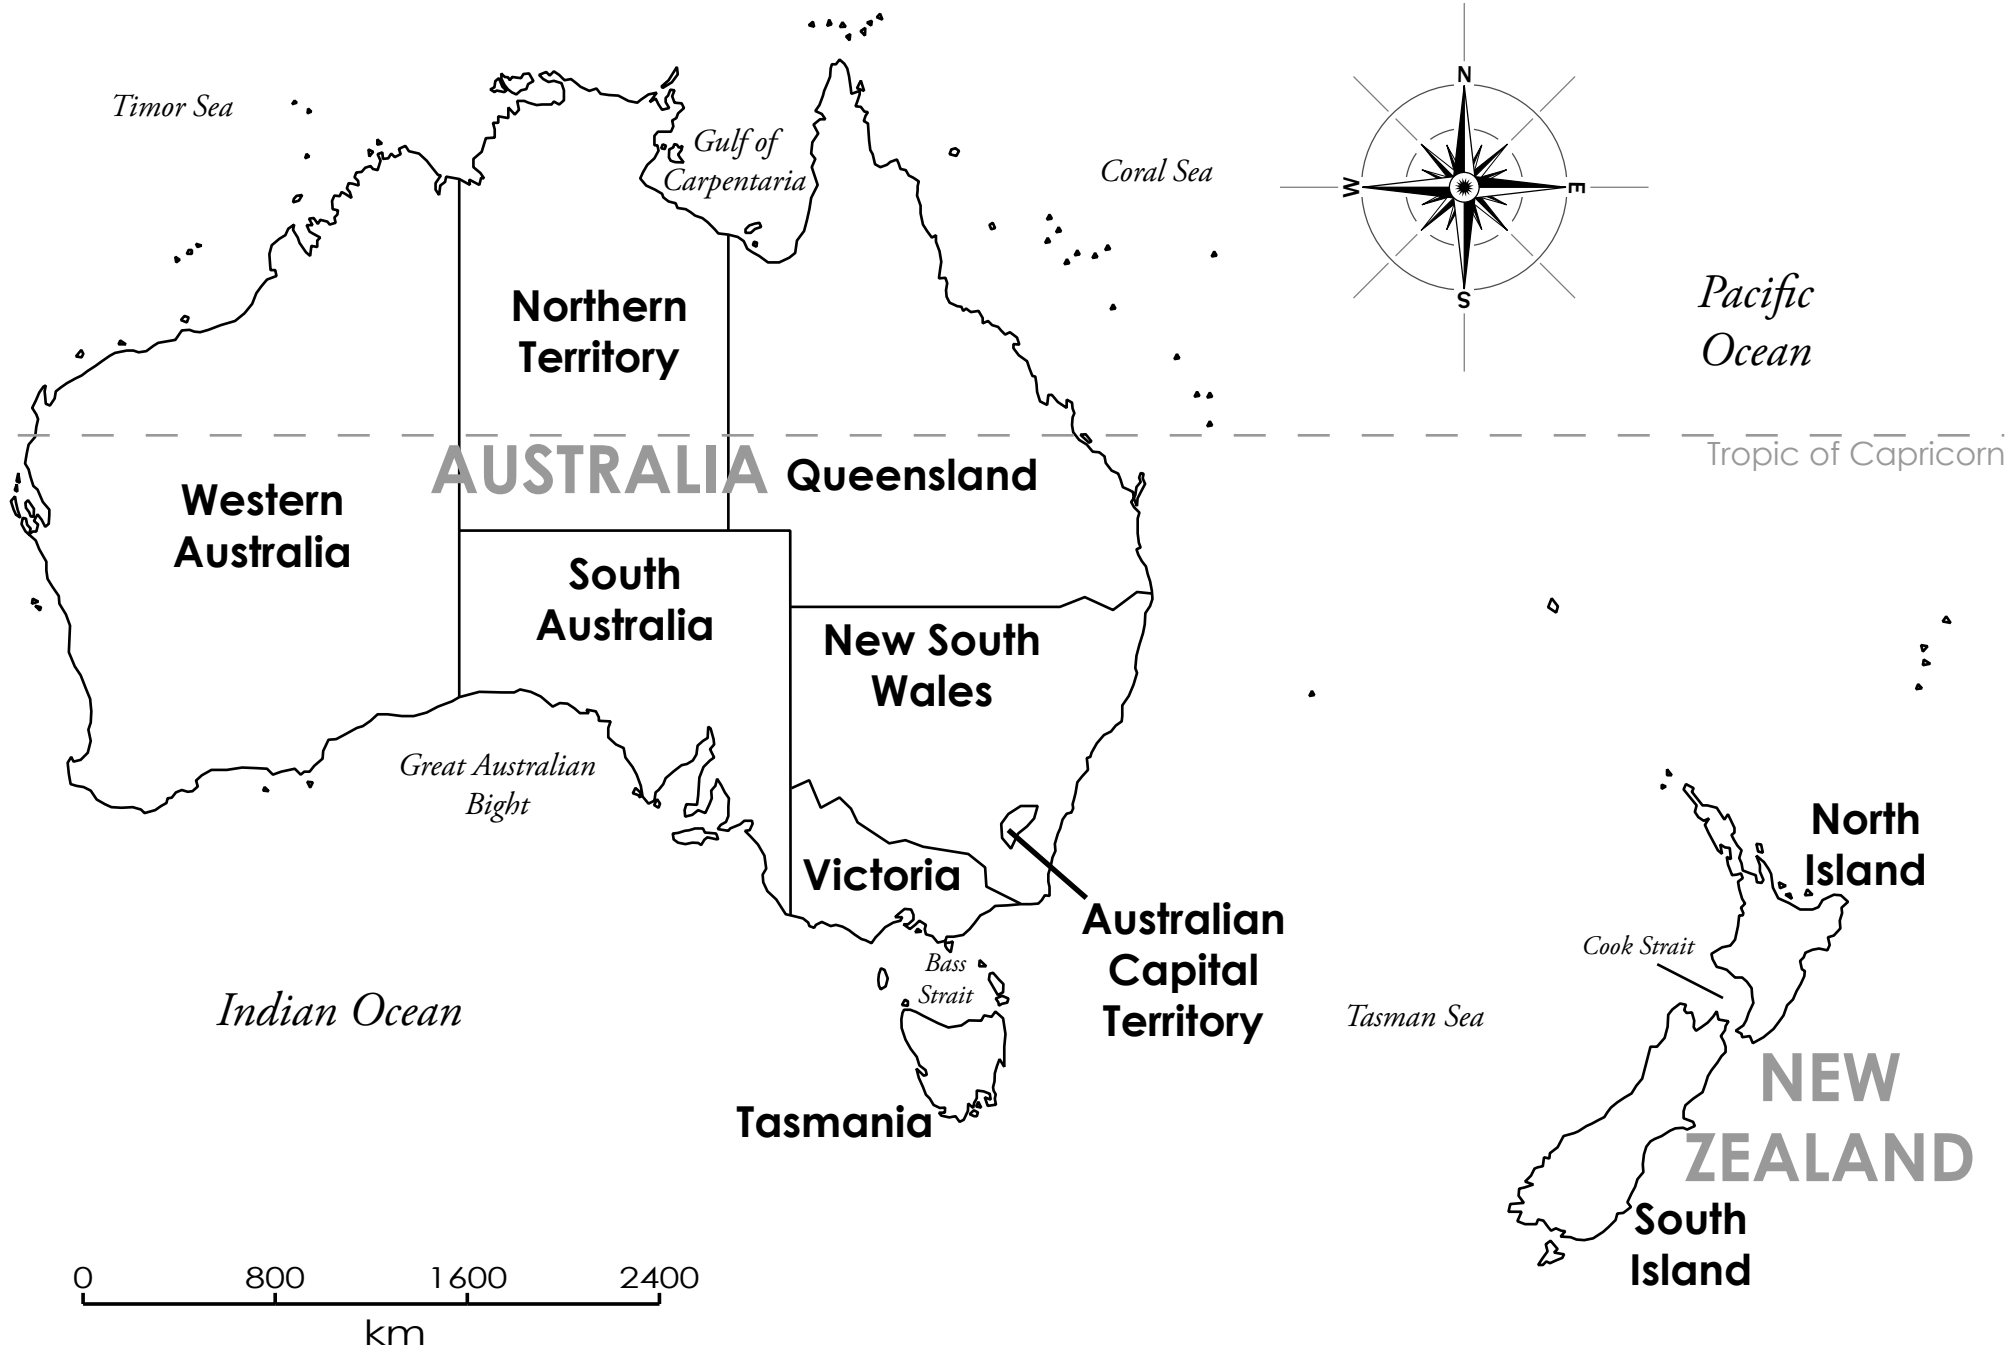 N
Timor Sea
Gulf of
Carpentaria
Coral Sea
W
E
S
Pacific
Ocean
Northern
Territory
Tropic of Capricorn
AUSTRALIA
Queensland
Western
Australia
South
Australia
New South
Wales
Great Australian
Bight
North
Island
Victoria
Australian
Capital
Territory
Cook Strait
Bass
Strait
Indian Ocean
Tasman Sea
NEW
ZEALAND
Tasmania
South
Island
0 800 1600 2400
km